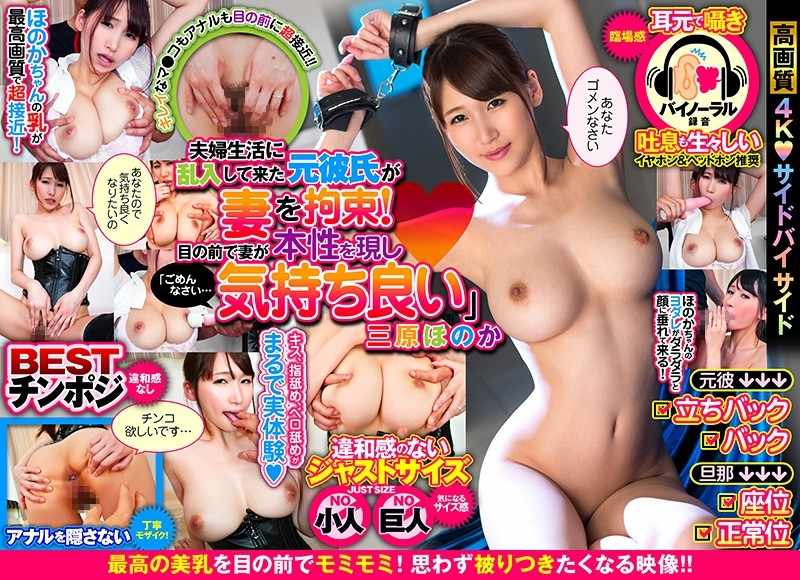 ほのかちゃんの乳が
最高画質で超接近!
マ●コもアナルも目の前に超接近!!
夫婦生活に
乱入して来た元彼氏が
妻を拘束!
目の前で妻が本性を現し
気持ち良い」
三原ほのか
あなたので
気持ち良く
なりたいの
「ごめん
なさい…
あなた
ゴメンなさい
臨場感
耳元で囁き
バイノーラル
録音
吐息も生々しい
イヤホン&ヘッドホン推奨
高画質4K♥サイドバイサイド
ほのかちゃんの
ヨダレがダラダラと
顔に垂れて来る!
BEST
チンポジ
違和感
なし
チンコ
欲しいです…
アナルを隠さない
丁寧
モザイク!
キス、指舐め、ベロ舐めが
まるで実体験♥
違和感のない
ジャストサイズ
JUST SIZE
NO
小人
NO
巨人
気になる
サイズ感
元彼↓↓↓
立ちバック
バック
旦那↓↓↓
座位
正常位
最高の美乳を目の前でモミモミ!思わず被りつきたくなる映像!!